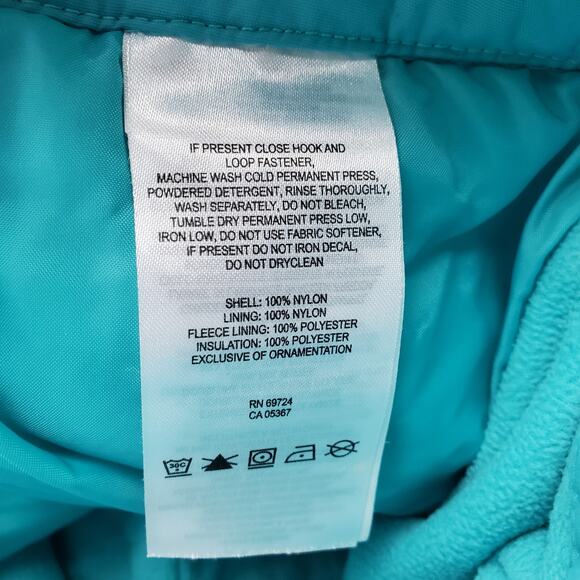 IF PRESENT CLOSE HOOK AND
LOOP FASTENER,
MACHINE WASH COLD PERMANENT PRESS,
POWDERED DETERGENT, RINSE THOROUGHLY,
WASH SEPARATELY, DO NOT BLEACH,
TUMBLE DRY PERMANENT PRESS LOW,
IRON LOW, DO NOT USE FABRIC SOFTENER,
IF PRESENT DO NOT IRON DECAL,
DO NOT DRYCLEAN
SHELL: 100% NYLON
LINING: 100% NYLON
FLEECE LINING: 100% POLYESTER
INSULATION: 100% POLYESTER
EXCLUSIVE OF ORNAMENTATION
RN 69724
CA 05367
30C